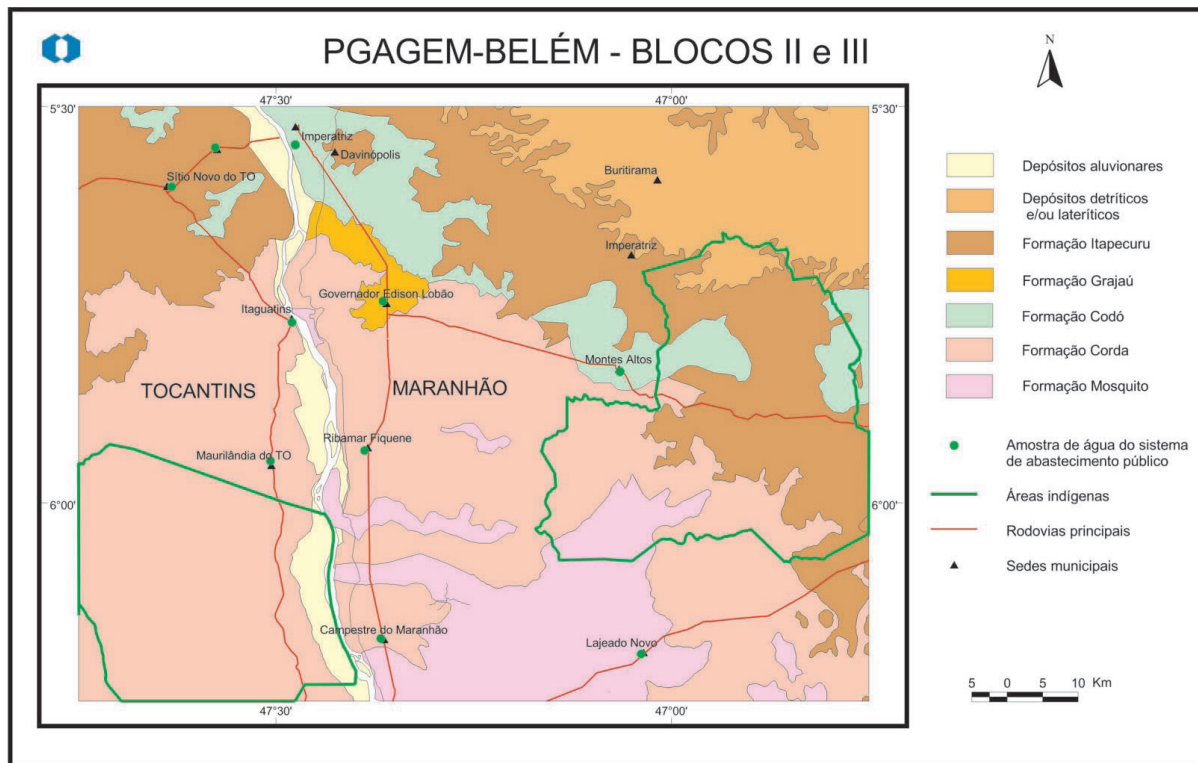 PGAGEM-BELÉM - BLOCOS II e III
N
47°30'
47°00'
5°30'
5°30'
Imperatriz
Davinópolis
Sítio Novo do TO
Buritirama
Imperatriz
Governador Edison Lobão
Itaguatins
Montes Altos
TOCANTINS
MARANHÃO
Ribamar Fiquene
Maurilândia do TO
6°00'
6°00'
Campestre do Maranhão
Lajeado Novo
47°30'
47°00'
Depósitos aluvionares
Depósitos detríticos
e/ou lateríticos
Formação Itapecuru
Formação Grajaú
Formação Codó
Formação Corda
Formação Mosquito
Amostra de água do sistema
de abastecimento público
Áreas indígenas
Rodovias principais
Sedes municipais
5 0 5 10 Km